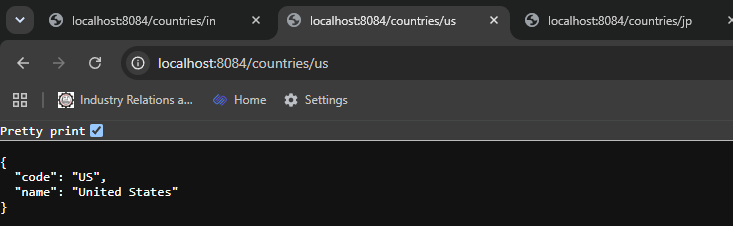 localhost:8084/countries/in
localhost:8084/countries/us
localhost:8084/countries/jp
localhost:8084/countries/us
Industry Relations a...
Home
Settings
Pretty print
{
  "code": "US",
  "name": "United States"
}